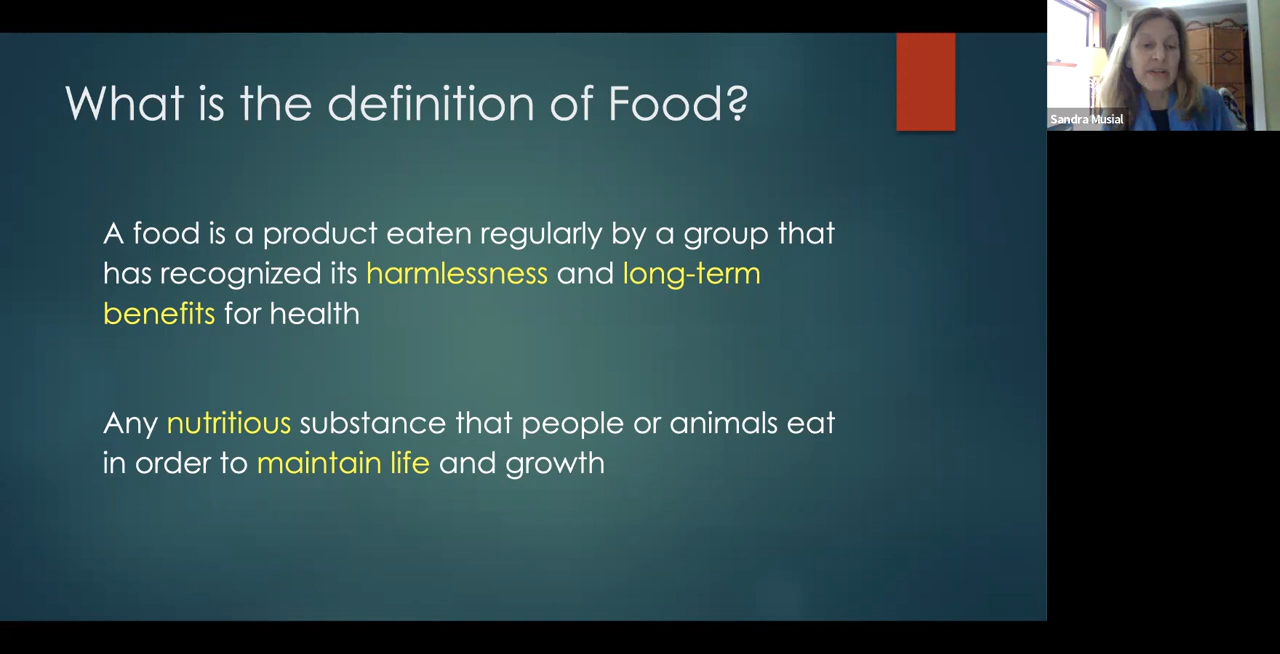 What is the definition of Food?
A food is a product eaten regularly by a group that
has recognized its harmlessness and long-term
benefits for health
Any nutritious substance that people or animals eat
in order to maintain life and growth
Sandra Musial